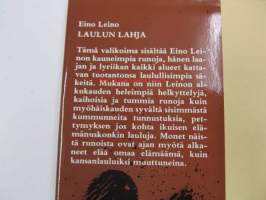 Eino Leino
LAULUN LAHJA
Tämä valikoima sisältää Eino Lei-
non kauneimpia runoja, hänen laa-
jan ja lyriikan kaikki alueet katta-
van tuotantonsa laulullisimpia sä-
keitä. Mukana on niin Leinon al-
kukauden heleimpiä helkyttelyjä,
kaihoisia ja tummia runoja kuin
myöhäiskauden syvältä sisimmästä
kummunneita tunnustuksia, pet-
tymyksen jos kohta ikuisen elä-
mänuskonkin lauluja. Monet näis-
tä runoista ovat ajan myötä alka-
neet elää omaa elämäänsä, kuin
kansanlauluiksi muuttuneina.